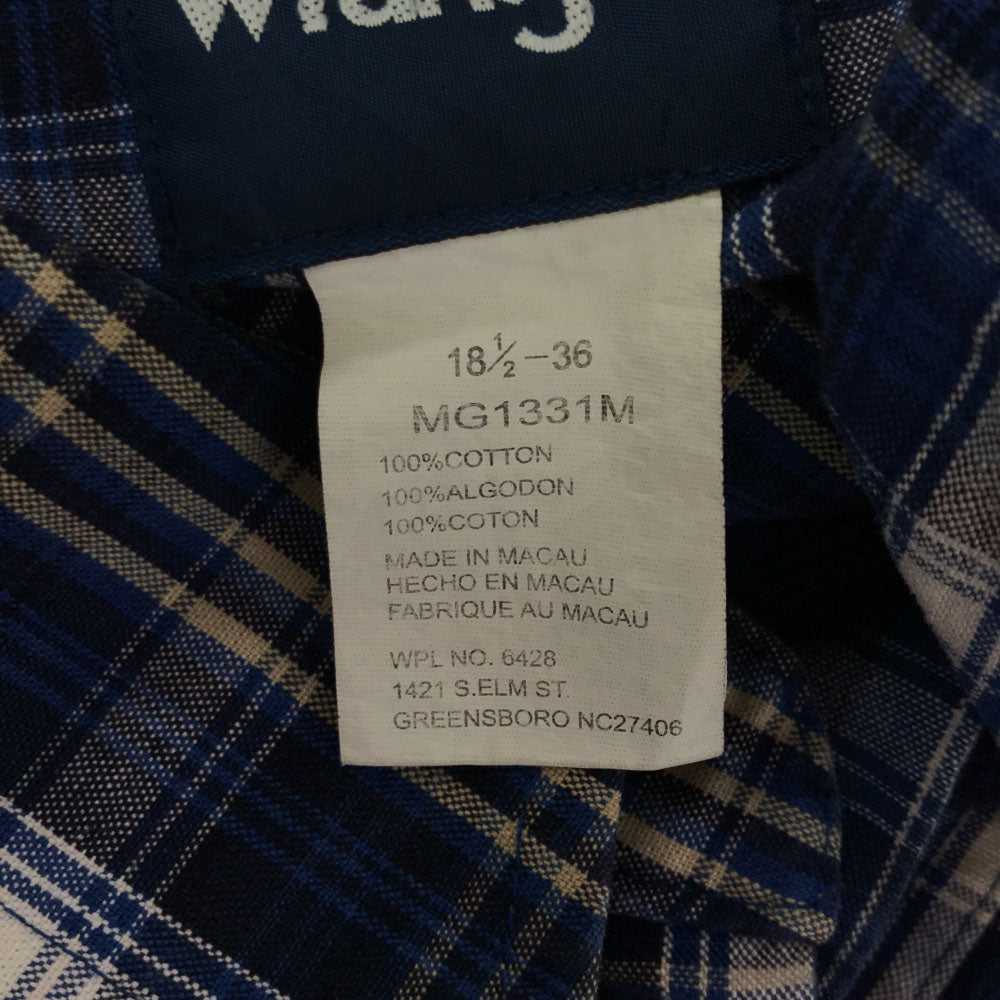 Wrang
18½-36
MG1331M
100%COTTON
100%ALGODON
100%COTON
MADE IN MACAU
HECHO EN MACAU
FABRIQUE AU MACAU
WPL NO. 6428
1421 S.ELM ST.
GREENSBORO NC27406